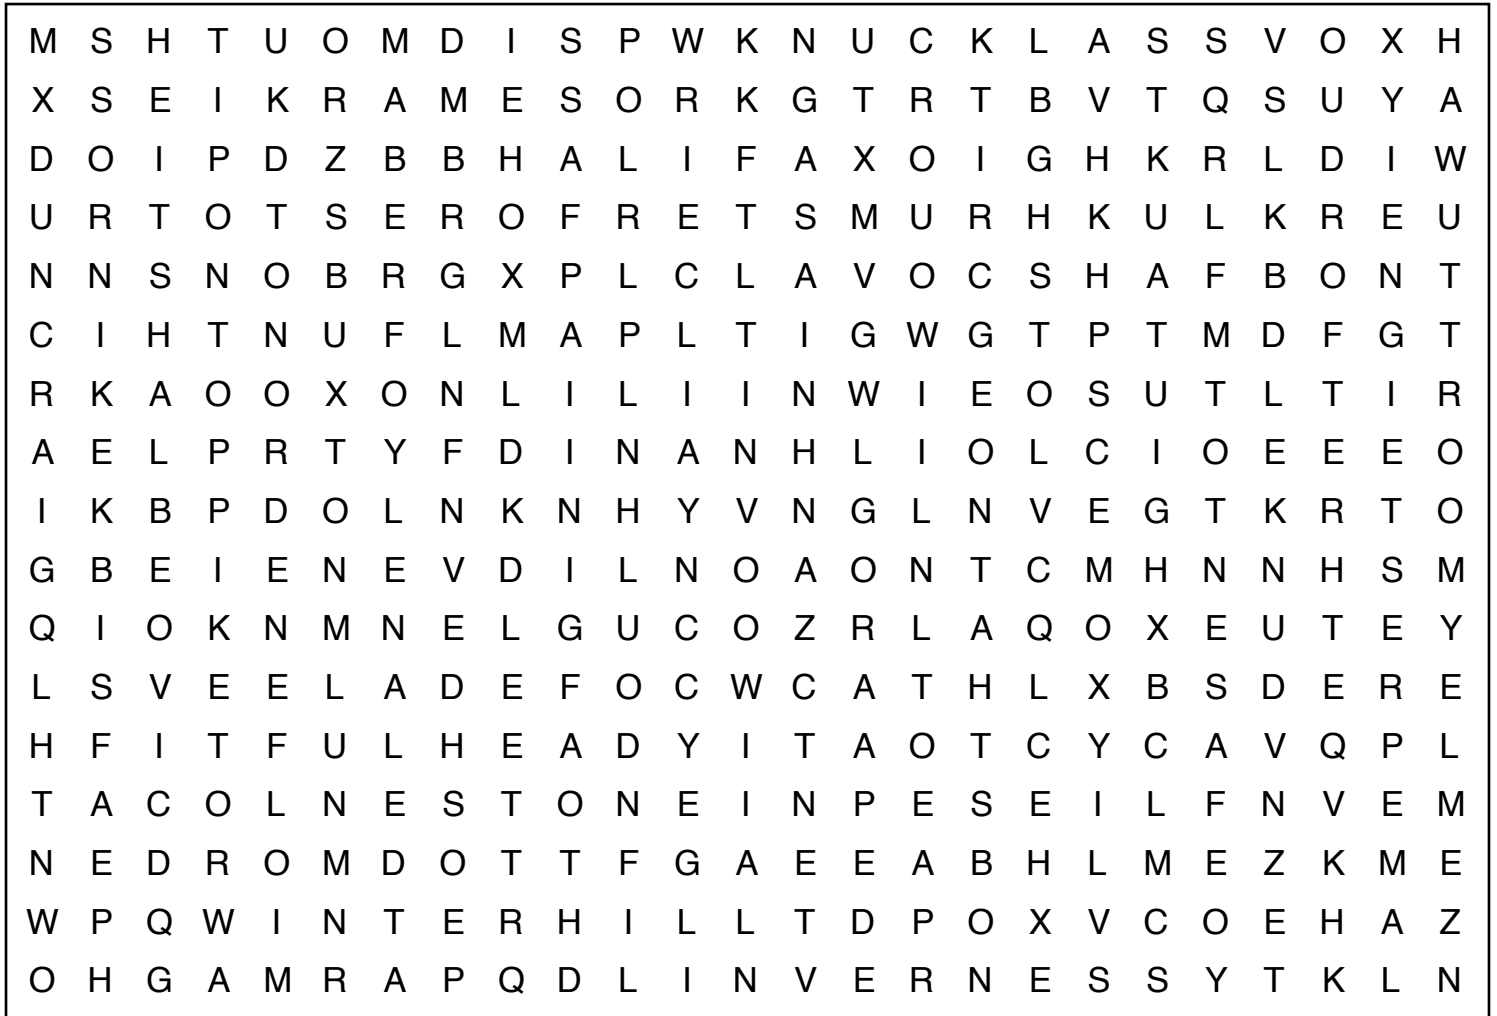 M S H T U O M D I S P W K N U C K L A S S V O X H
X S E I K R A M E S O R K G T R T B V T Q S U Y A
D O I P D Z B B H A L I F A X O I G H K R L D I W
U R T O T S E R O F R E T S M U R H K U L K R E U
N N S N O B R G X P L C L A V O C S H A F B O N T
C I H T N U F L M A P L T I G W G T P T M D F G T
R K A O O X O N L I L I I N W I E O S U T L T I R
A E L P R T Y F D I N A N H L I O L C I O E E E O
I K B P D O L N K N H Y V N G L N V E G T K R T O
G B E I E N E V D I L N O A O N T C M H N N H S M
Q I O K N M N E L G U C O Z R L A Q O X E U T E Y
L S V E E L A D E F O C W C A T H L X B S D E R E
H F I T F U L H E A D Y I T A O T C Y C A V Q P L
T A C O L N E S T O N E I N P E S E I L F N V E M
N E D R O M D O T T F G A E E A B H L M E Z K M E
W P Q W I N T E R H I L L T D P O X V C O E H A Z
O H G A M R A P Q D L I N V E R N E S S Y T K L N